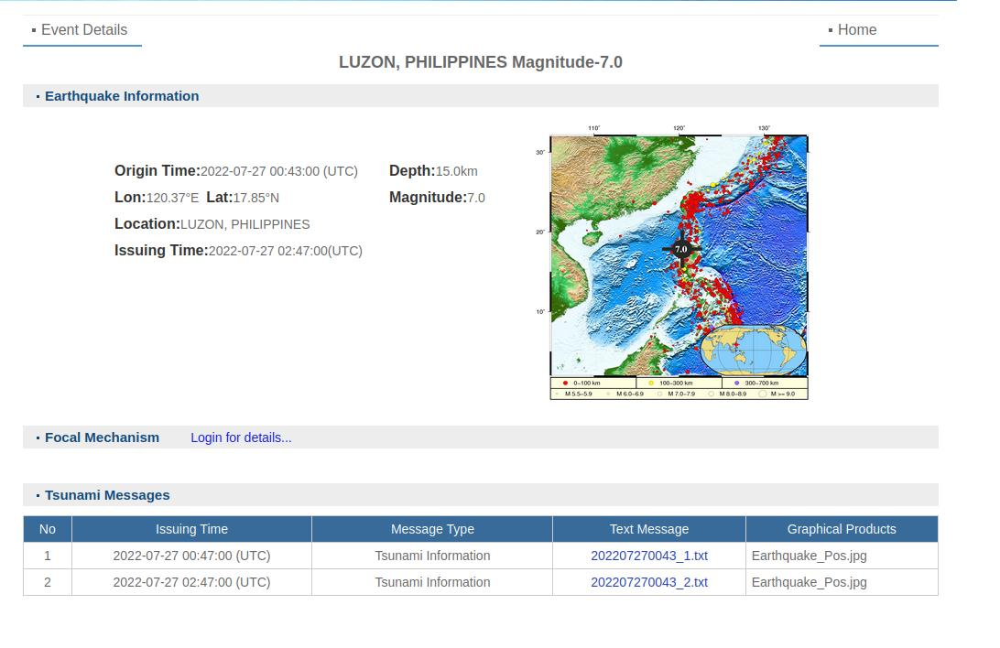 Event Details
Home
LUZON, PHILIPPINES Magnitude-7.0
Earthquake Information
Origin Time:2022-07-27 00:43:00 (UTC) Depth:15.0km
Lon:120.37°E Lat:17.85°N Magnitude:7.0
Location:LUZON, PHILIPPINES
Issuing Time:2022-07-27 02:47:00(UTC)
110° 120° 130°
30°
20°
10°
7.0
0-100 km 100-300 km 300-700 km
M 5.5-5.9 M 6.0-6.9 M 7.0-7.9 M 8.0-8.9 M >= 9.0
Focal Mechanism Login for details...
Tsunami Messages
No Issuing Time Message Type Text Message Graphical Products
1 2022-07-27 00:47:00 (UTC) Tsunami Information 202207270043_1.txt Earthquake_Pos.jpg
2 2022-07-27 02:47:00 (UTC) Tsunami Information 202207270043_2.txt Earthquake_Pos.jpg